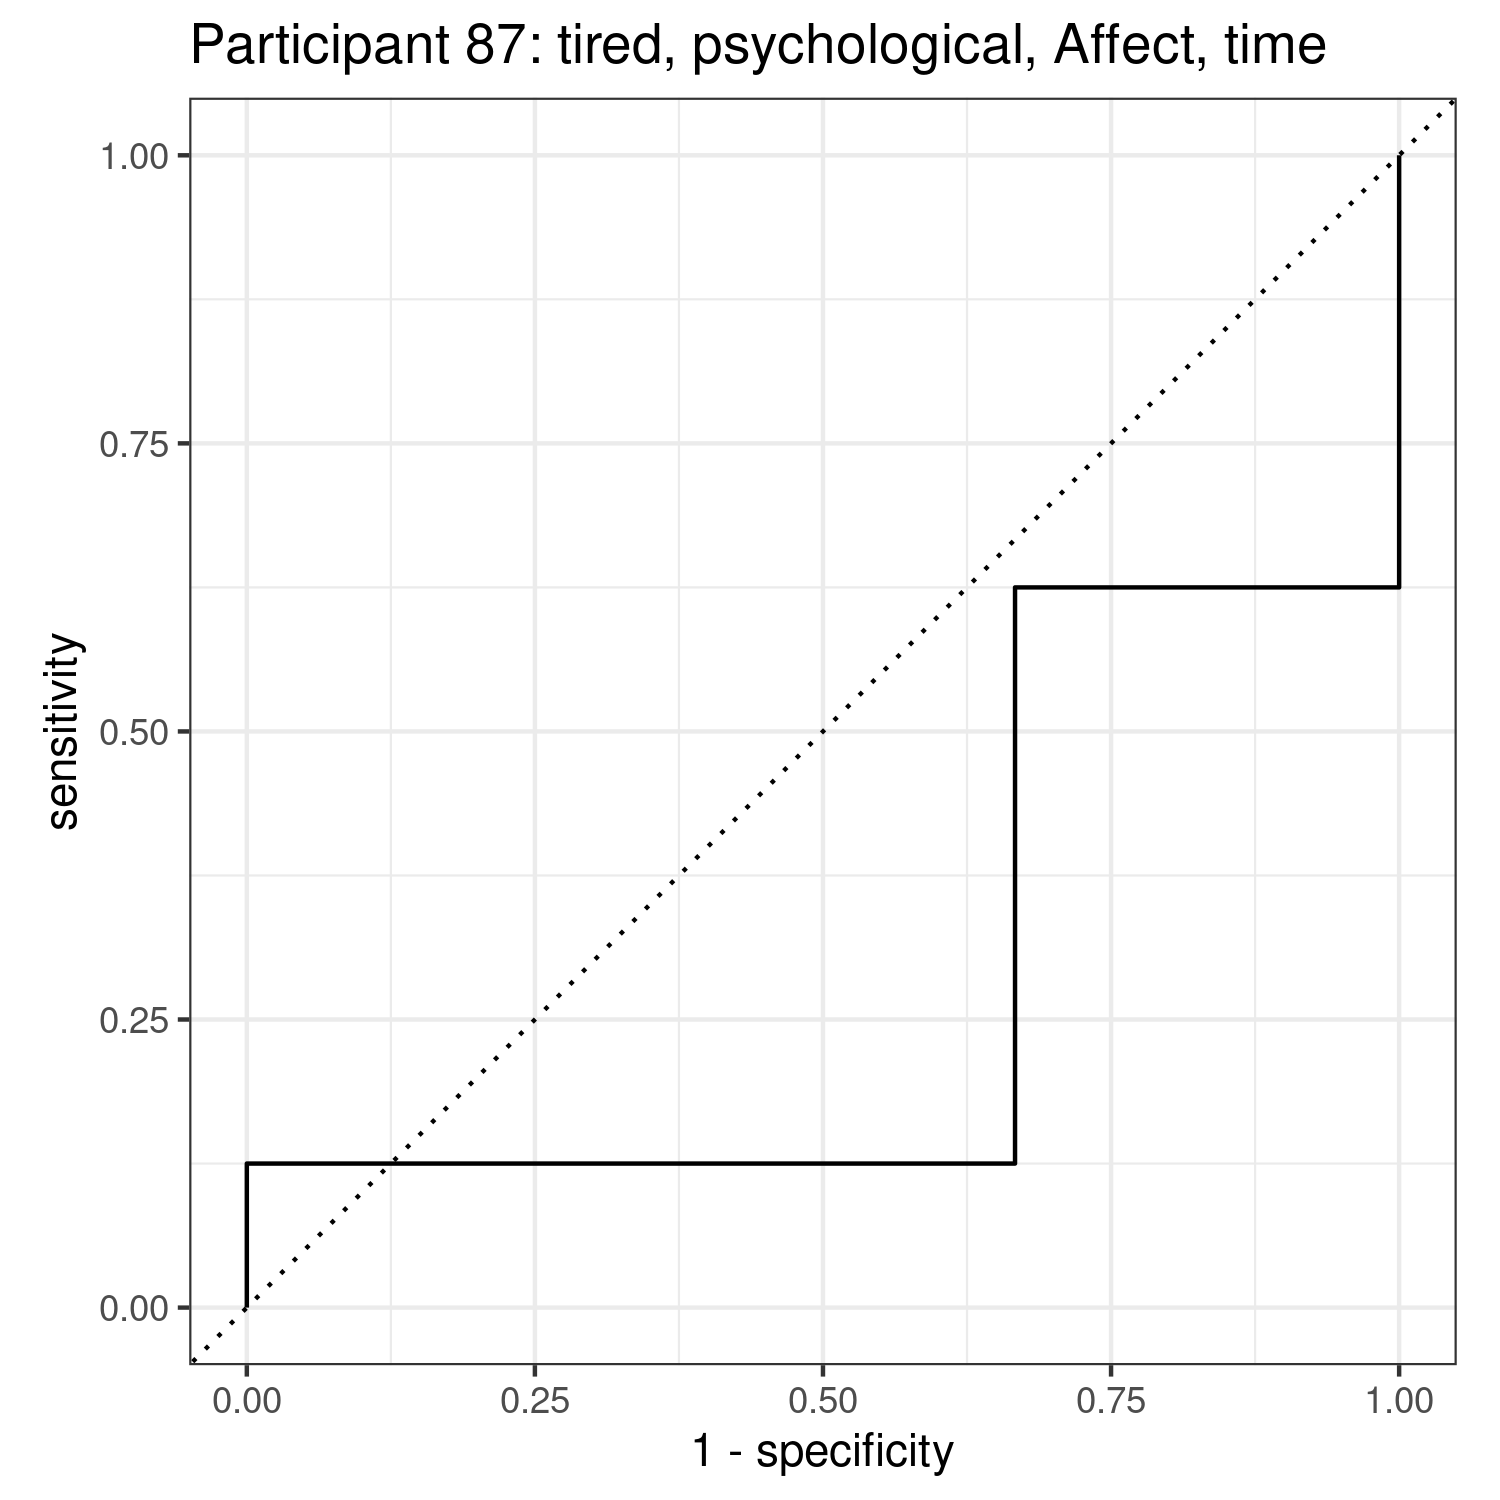 Participant 87: tired, psychological, Affect, time
1.00
0.75
0.50
0.25
0.00
sensitivity
0.00 0.25 0.50 0.75 1.00
1 - specificity